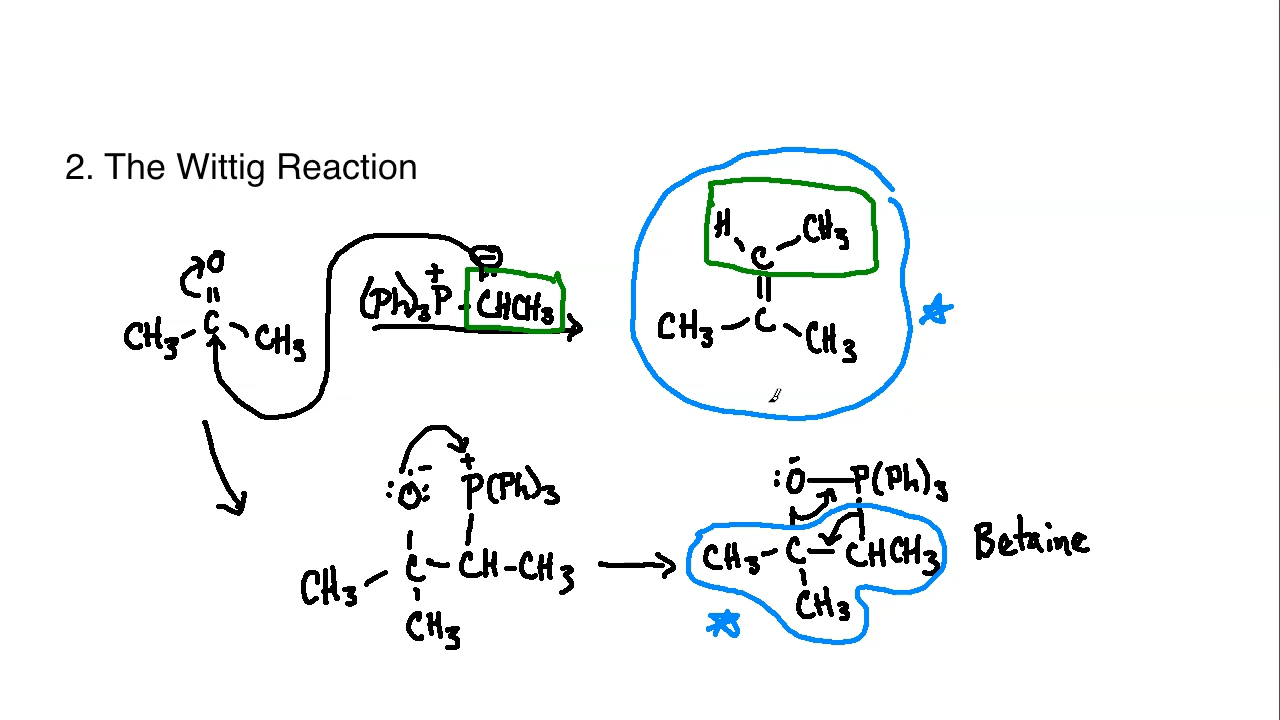 2. The Wittig Reaction
O
CH3 C CH3
(Ph)3P+ - CHCH3
H CH3
C
CH3 C CH3
:O:- P+(Ph)3
CH3 C-CH-CH3
CH3
:O-P(Ph)3
CH3-C-CHCH3
CH3
Betaine